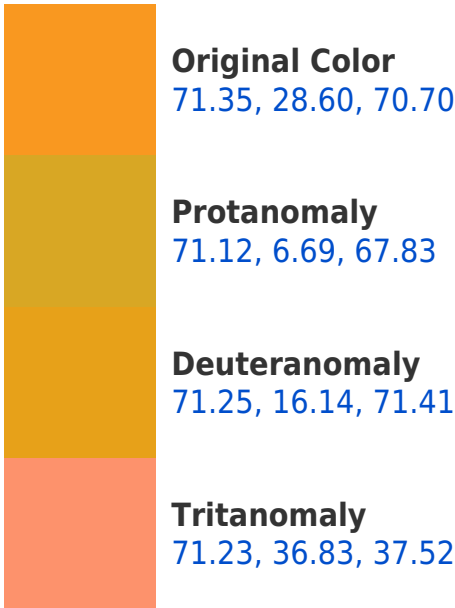 Original Color
71.35, 28.60, 70.70
Protanomaly
71.12, 6.69, 67.83
Deuteranomaly
71.25, 16.14, 71.41
Tritanomaly
71.23, 36.83, 37.52